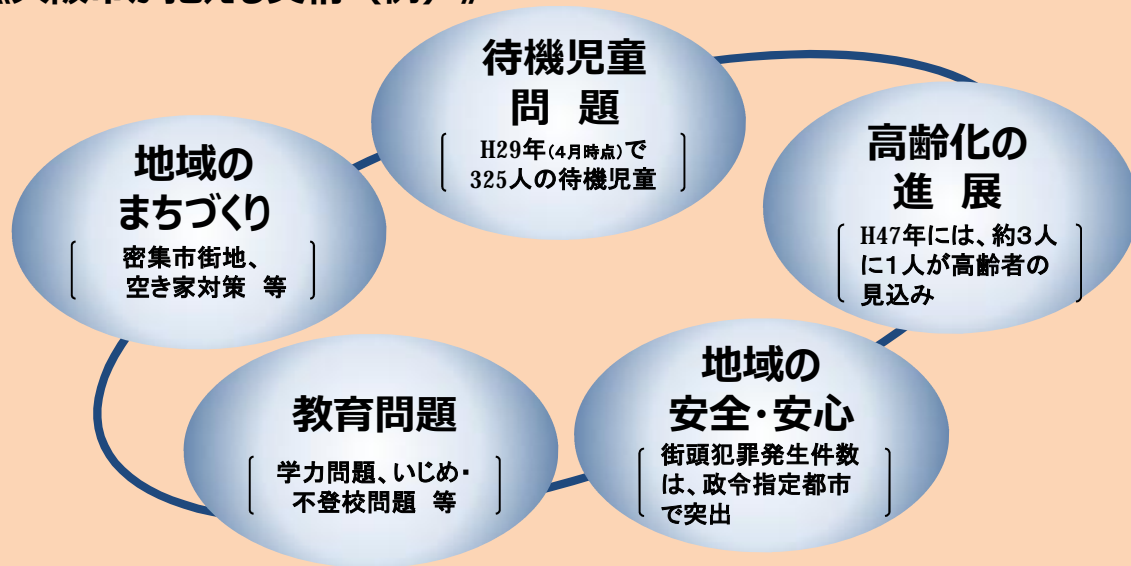 待機児童
問 題
H29年(4月時点)で
325人の待機児童
高齢化の
進 展
H47年には、約3人
に1人が高齢者の
見込み
地域の
まちづくり
密集市街地、
空き家対策 等
教育問題
学力問題、いじめ・
不登校問題 等
地域の
安全・安心
街頭犯罪発生件数
は、政令指定都市
で突出